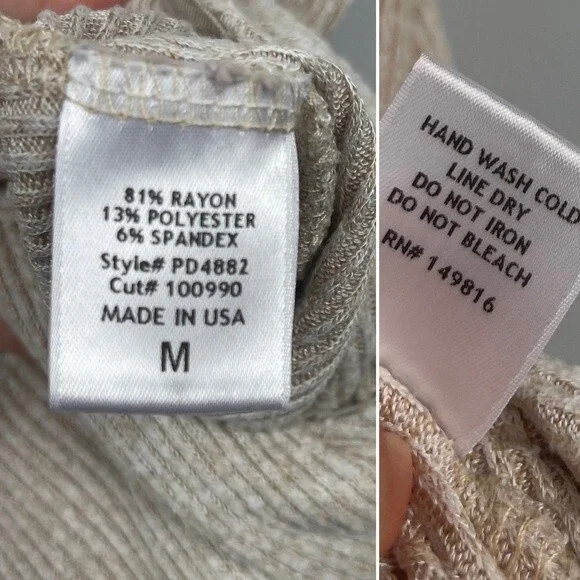 81% RAYON
13% POLYESTER
6% SPANDEX
Style# PD4882
Cut# 100990
MADE IN USA
M
HAND WASH COLD
LINE DRY
DO NOT IRON
DO NOT BLEACH
RN# 149816